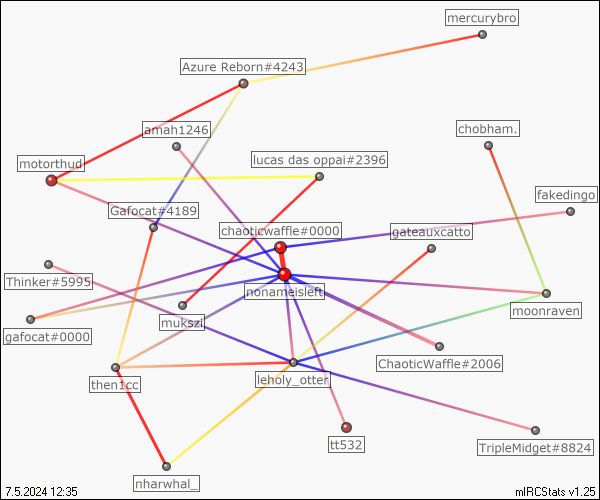 mercurybro
Azure Reborn#4243
amah1246
chobham.
motorthud
lucas das oppai#2396
fakedingo
Gafocat#4189
chaoticwaffle#0000
gateauxcatto
Thinker#5995
nonameisleft
gafocat#0000
mukszi
moonraven
ChaoticWaffle#2006
then1cc
leholy_otter
tt532
TripleMidget#8824
nharwhal_
7.5.2024 12:35
mIRCStats v1.25